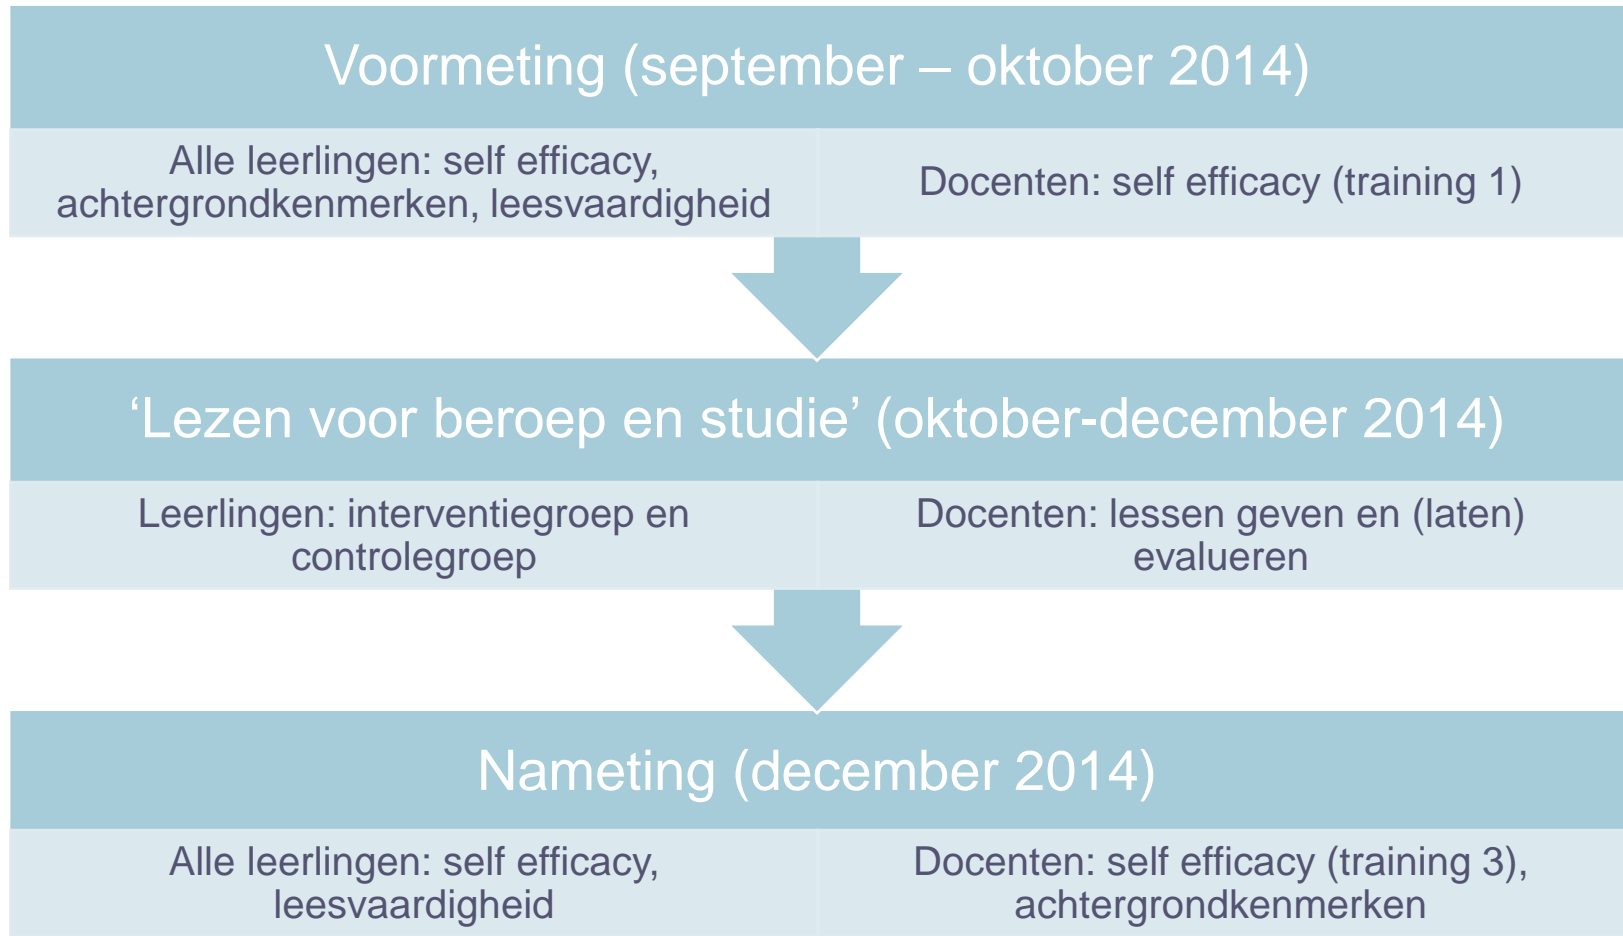 Voormeting (september – oktober 2014)
Alle leerlingen: self efficacy,
achtergrondkenmerken, leesvaardigheid
Docenten: self efficacy (training 1)
‘Lezen voor beroep en studie’ (oktober-december 2014)
Leerlingen: interventiegroep en
controlegroep
Docenten: lessen geven en (laten)
evalueren
Nameting (december 2014)
Alle leerlingen: self efficacy,
leesvaardigheid
Docenten: self efficacy (training 3),
achtergrondkenmerken